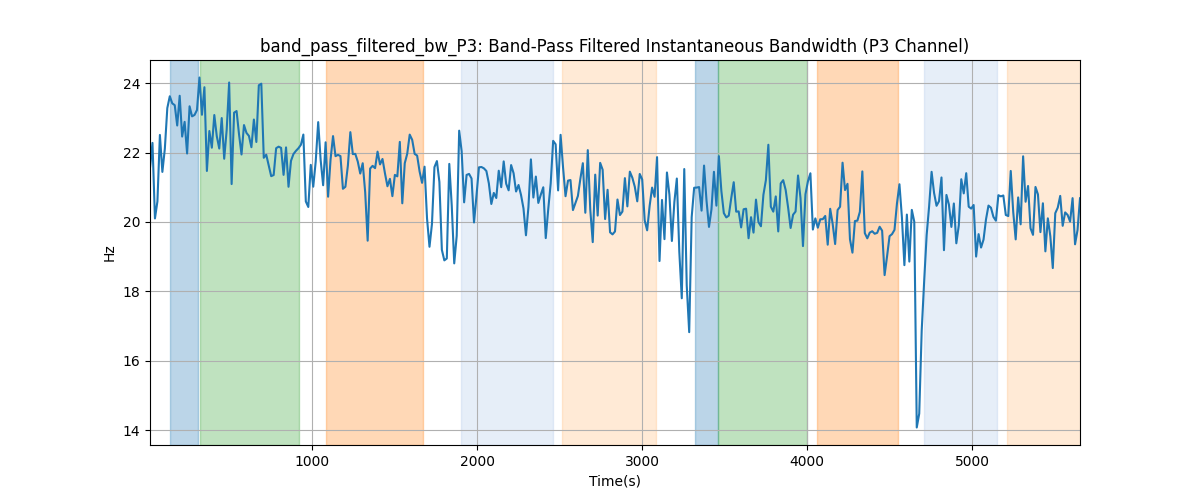 band_pass_filtered_bw_P3: Band-Pass Filtered Instantaneous Bandwidth (P3 Channel)
24
22
20
18
16
14
Hz
1000 2000 3000 4000 5000
Time(s)